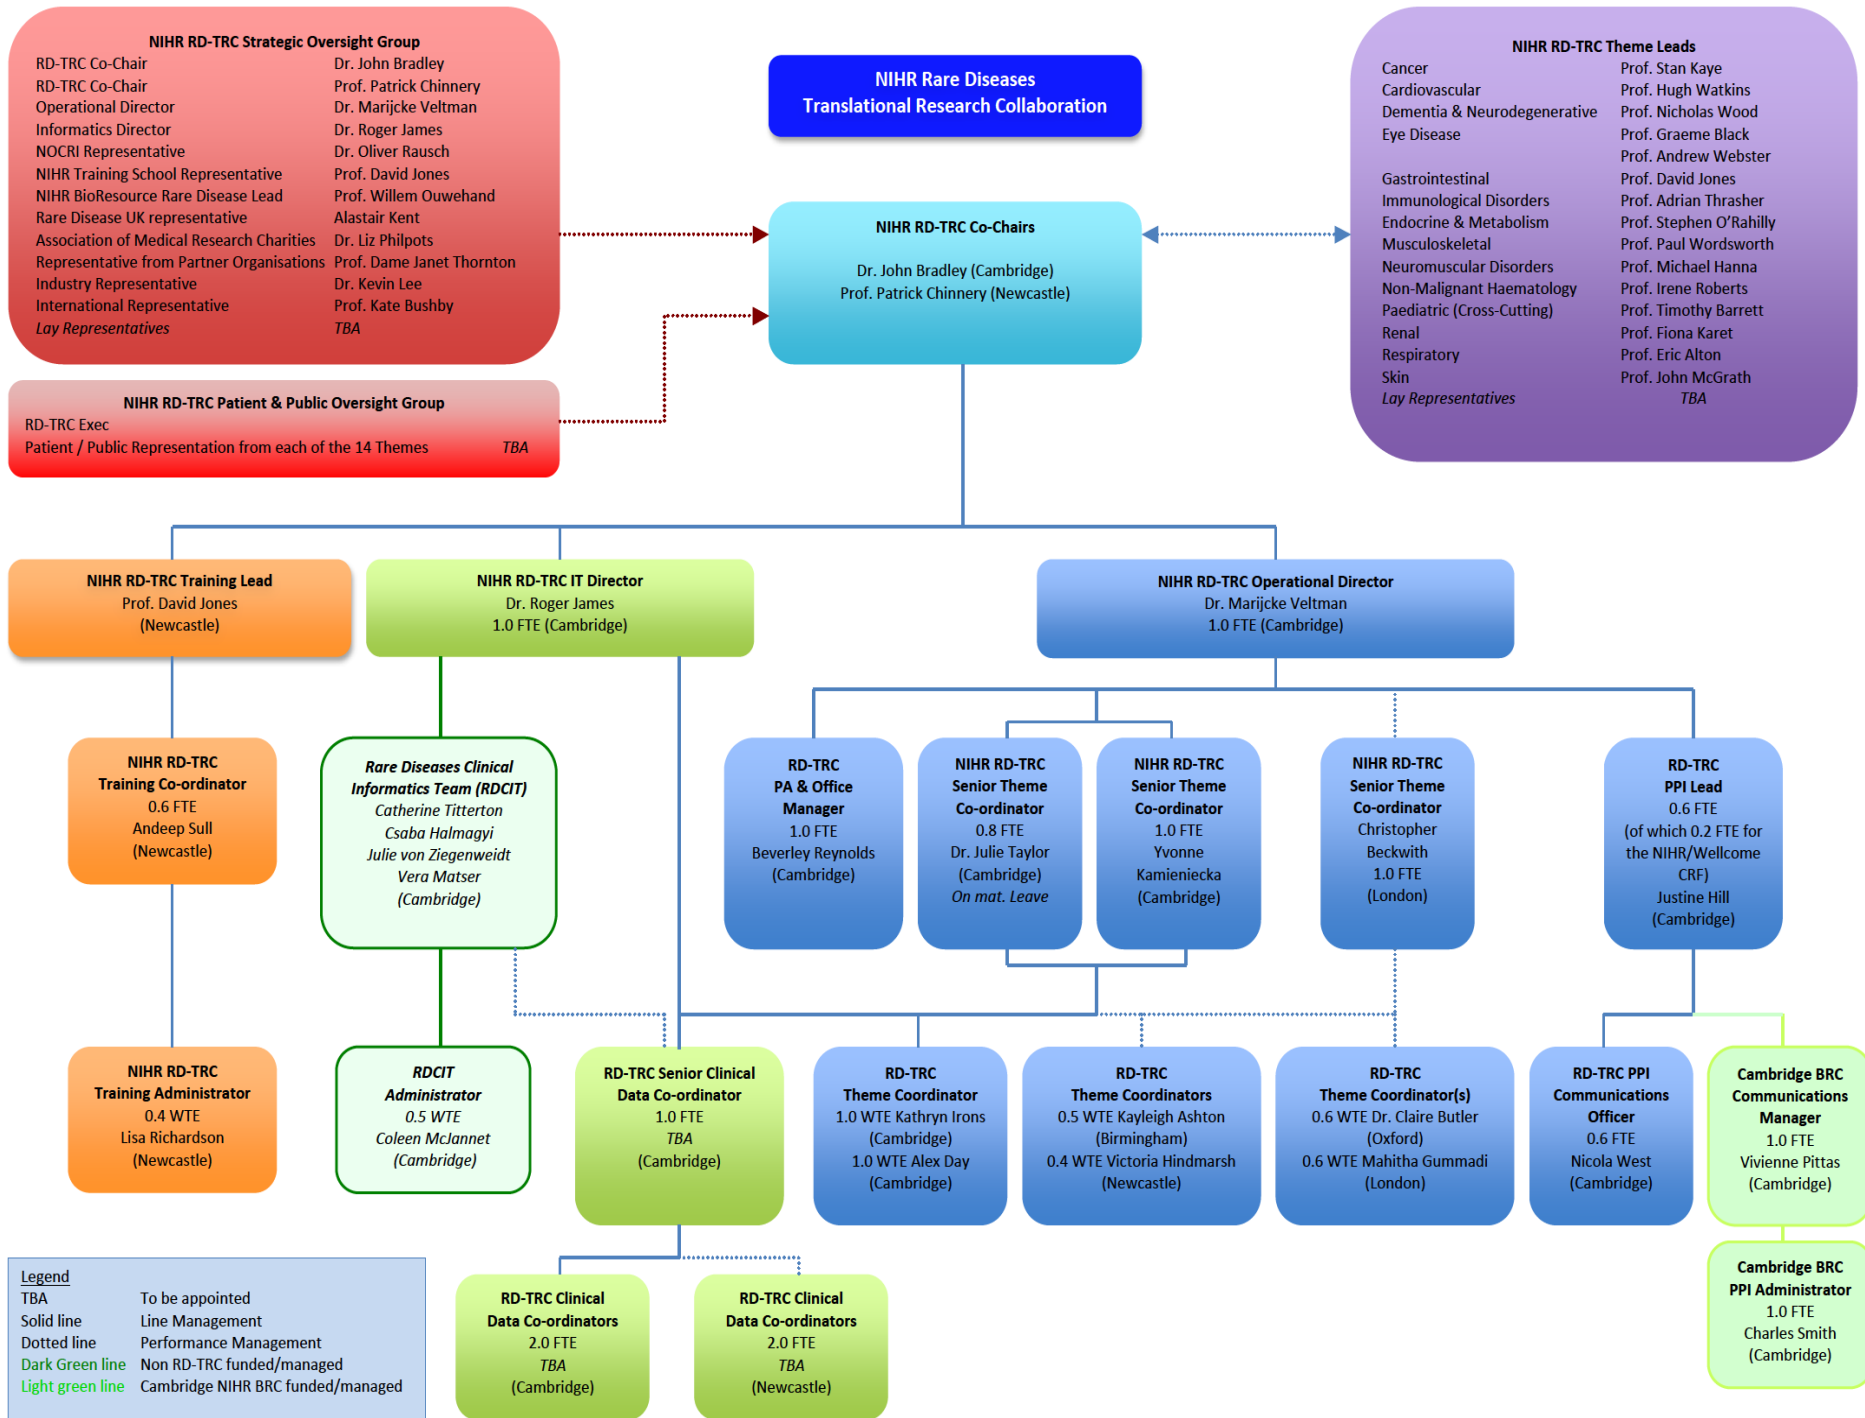 NIHR RD-TRC Strategic Oversight Group
RD-TRC Co-Chair Dr. John Bradley
RD-TRC Co-Chair Prof. Patrick Chinnery
Operational Director Dr. Marijcke Veltman
Informatics Director Dr. Roger James
NOCRI Representative Dr. Oliver Rausch
NIHR Training School Representative Prof. David Jones
NIHR BioResource Rare Disease Lead Prof. Willem Ouwehand
Rare Disease UK representative Alastair Kent
Association of Medical Research Charities Dr. Liz Philpots
Representative from Partner Organisations Prof. Dame Janet Thornton
Industry Representative Dr. Kevin Lee
International Representative Prof. Kate Bushby
Lay Representatives TBA
NIHR RD-TRC Patient & Public Oversight Group
RD-TRC Exec
Patient / Public Representation from each of the 14 Themes TBA
NIHR Rare Diseases
Translational Research Collaboration
NIHR RD-TRC Co-Chairs
Dr. John Bradley (Cambridge)
Prof. Patrick Chinnery (Newcastle)
NIHR RD-TRC Theme Leads
Cancer Prof. Stan Kaye
Cardiovascular Prof. Hugh Watkins
Dementia & Neurodegenerative Prof. Nicholas Wood
Eye Disease Prof. Graeme Black
Prof. Andrew Webster
Gastrointestinal Prof. David Jones
Immunological Disorders Prof. Adrian Thrasher
Endocrine & Metabolism Prof. Stephen O'Rahilly
Musculoskeletal Prof. Paul Wordsworth
Neuromuscular Disorders Prof. Michael Hanna
Non-Malignant Haematology Prof. Irene Roberts
Paediatric (Cross-Cutting) Prof. Timothy Barrett
Renal Prof. Fiona Karet
Respiratory Prof. Eric Alton
Skin Prof. John McGrath
Lay Representatives TBA
NIHR RD-TRC Training Lead
Prof. David Jones
(Newcastle)
NIHR RD-TRC IT Director
Dr. Roger James
1.0 FTE (Cambridge)
NIHR RD-TRC Operational Director
Dr. Marijcke Veltman
1.0 FTE (Cambridge)
NIHR RD-TRC
Training Co-ordinator
0.6 FTE
Andeep Sull
(Newcastle)
Rare Diseases Clinical
Informatics Team (RDCIT)
Catherine Titterton
Csaba Halmagyi
Julie von Ziegenweidt
Vera Matser
(Cambridge)
RD-TRC
PA & Office
Manager
1.0 FTE
Beverley Reynolds
(Cambridge)
NIHR RD-TRC
Senior Theme
Co-ordinator
0.8 FTE
Dr. Julie Taylor
(Cambridge)
On mat. Leave
NIHR RD-TRC
Senior Theme
Co-ordinator
1.0 FTE
Yvonne
Kamieniecka
(Cambridge)
NIHR RD-TRC
Senior Theme
Co-ordinator
Christopher
Beckwith
1.0 FTE
(London)
RD-TRC
PPI Lead
0.6 FTE
(of which 0.2 FTE for
the NIHR/Wellcome
CRF)
Justine Hill
(Cambridge)
NIHR RD-TRC
Training Administrator
0.4 WTE
Lisa Richardson
(Newcastle)
RDCIT
Administrator
0.5 WTE
Coleen McJannet
(Cambridge)
RD-TRC Senior Clinical
Data Co-ordinator
1.0 FTE
TBA
(Cambridge)
RD-TRC
Theme Coordinator
1.0 WTE Kathryn Irons
(Cambridge)
1.0 WTE Alex Day
(Cambridge)
RD-TRC
Theme Coordinators
0.5 WTE Kayleigh Ashton
(Birmingham)
0.4 WTE Victoria Hindmarsh
(Newcastle)
RD-TRC
Theme Coordinator(s)
0.6 WTE Dr. Claire Butler
(Oxford)
0.6 WTE Mahitha Gummadi
(London)
RD-TRC PPI
Communications
Officer
0.6 FTE
Nicola West
(Cambridge)
Cambridge BRC
Communications
Manager
1.0 FTE
Vivienne Pittas
(Cambridge)
Legend
TBA To be appointed
Solid line Line Management
Dotted line Performance Management
Dark Green line Non RD-TRC funded/managed
Light green line Cambridge NIHR BRC funded/managed
RD-TRC Clinical
Data Co-ordinators
2.0 FTE
TBA
(Cambridge)
RD-TRC Clinical
Data Co-ordinators
2.0 FTE
TBA
(Newcastle)
Cambridge BRC
PPI Administrator
1.0 FTE
Charles Smith
(Cambridge)